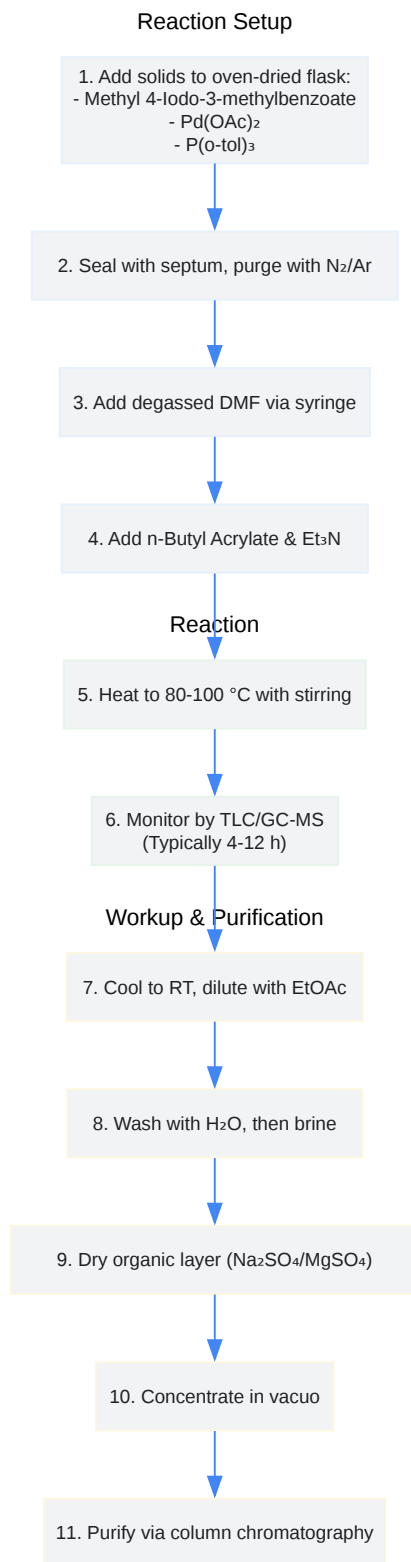 Reaction Setup
1. Add solids to oven-dried flask:
- Methyl 4-Iodo-3-methylbenzoate
- Pd(OAc)₂
- P(o-tol)₃
2. Seal with septum, purge with N₂/Ar
3. Add degassed DMF via syringe
4. Add n-Butyl Acrylate & Et₃N
Reaction
5. Heat to 80-100 °C with stirring
6. Monitor by TLC/GC-MS
(Typically 4-12 h)
Workup & Purification
7. Cool to RT, dilute with EtOAc
8. Wash with H₂O, then brine
9. Dry organic layer (Na₂SO₄/MgSO₄)
10. Concentrate in vacuo
11. Purify via column chromatography